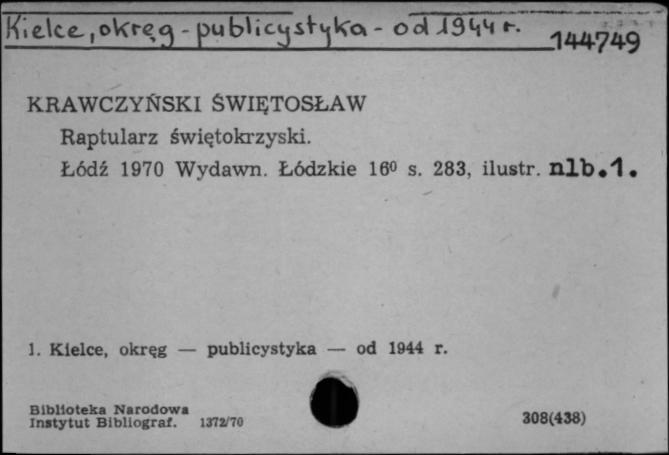 Kielce, okręg - publicystyka - od 1944 r.
144749
KRAWCZYŃSKI ŚWIĘTOSŁAW
Raptularz świętokrzyski.
Łódź 1970 Wydawn. Łódzkie 16⁰ s. 283, ilustr. nlb.1.
1. Kielce, okręg — publicystyka — od 1944 r.
Biblioteka Narodowa
Instytut Bibliograf. 1372/70
308(438)